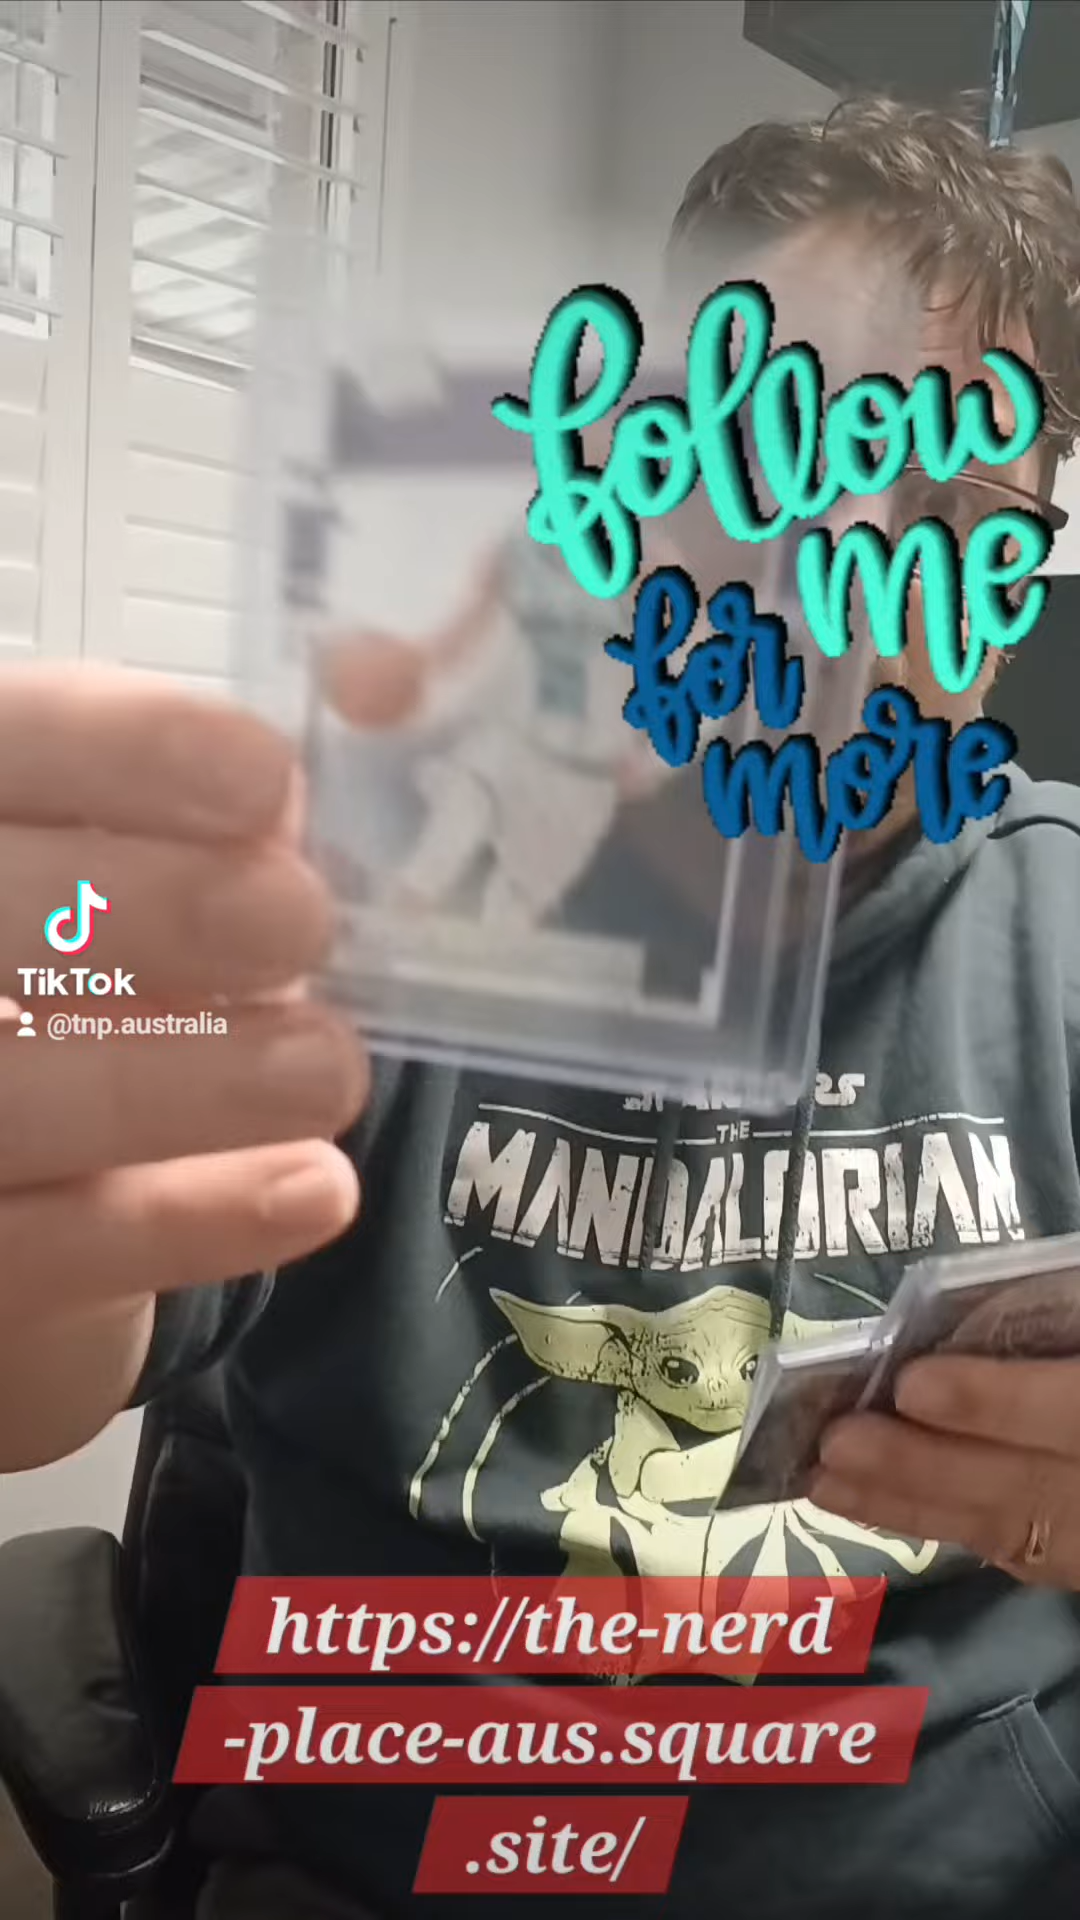 follow
me
for
more
TikTok
@tnp.australia
THE
MANDALORIAN
https://the-nerd
-place-aus.square
.site/